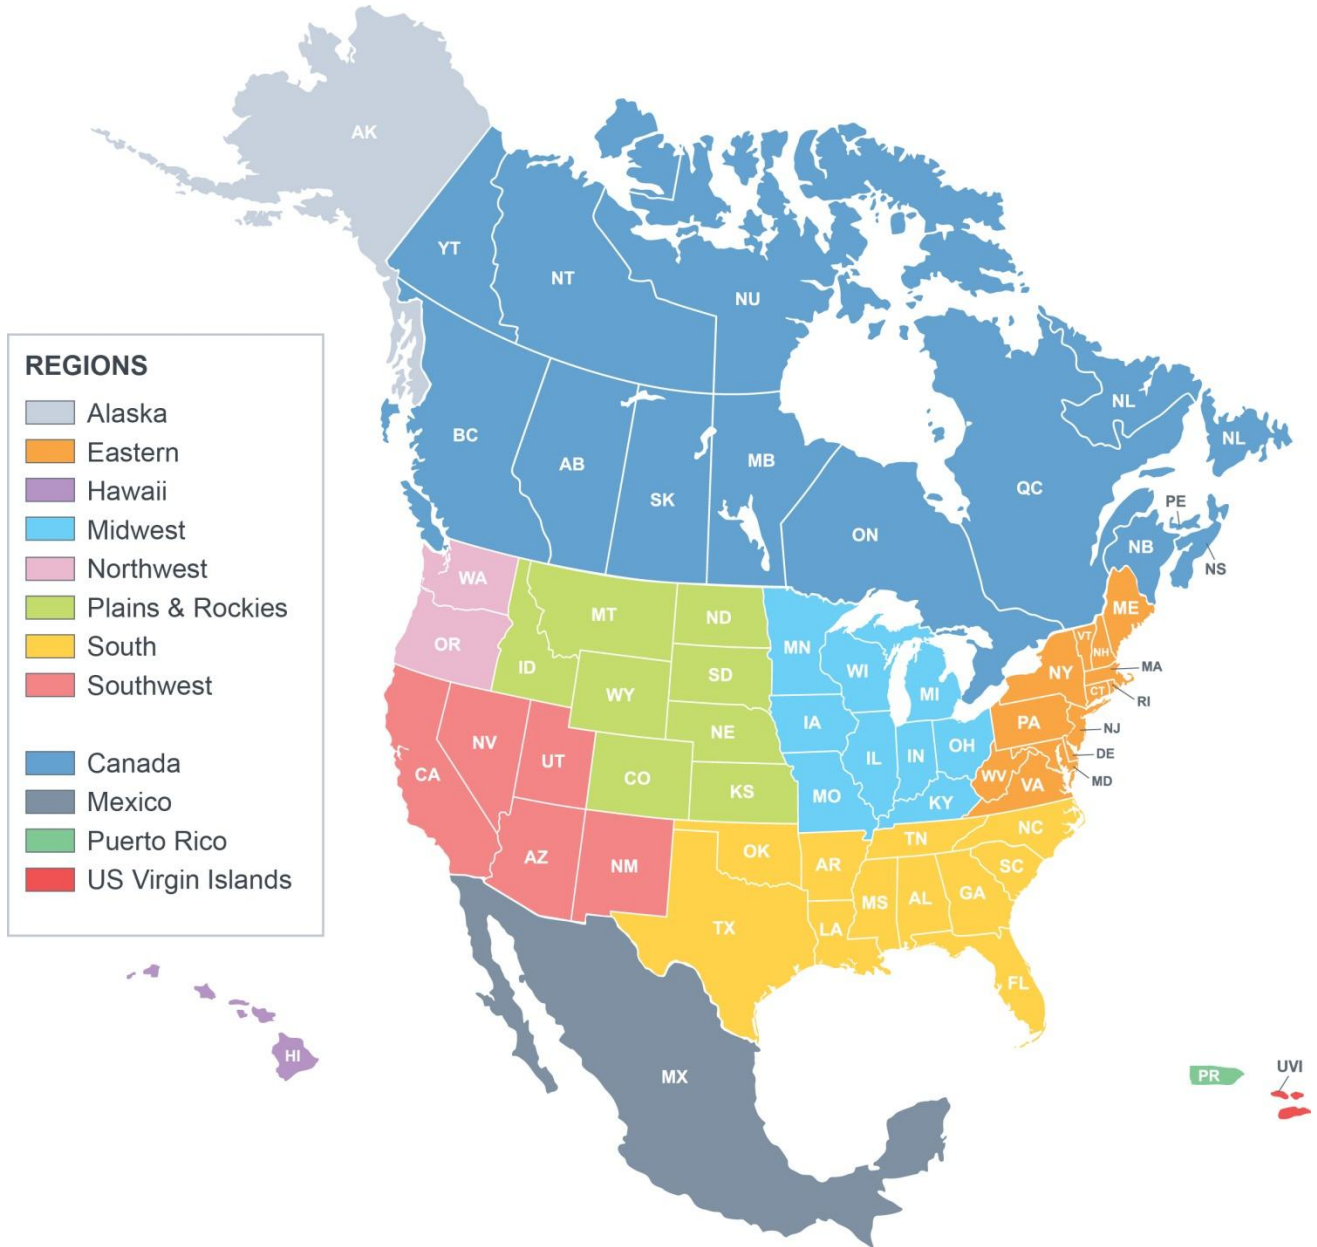 AK
YT
NT
NU
REGIONS
Alaska
Eastern
Hawaii
Midwest
Northwest
Plains & Rockies
South
Southwest
Canada
Mexico
Puerto Rico
US Virgin Islands
BC
AB
SK
MB
ON
QC
NL
NL
PE
NB
NS
WA
OR
MT
ID
WY
ND
SD
NE
CO
KS
MN
WI
MI
IA
IL
IN
OH
MO
KY
ME
VT
NH
NY
MA
CT
RI
PA
NJ
DE
MD
WV
VA
CA
NV
UT
AZ
NM
OK
AR
TN
NC
SC
MS
AL
GA
TX
LA
FL
HI
MX
PR
UVI